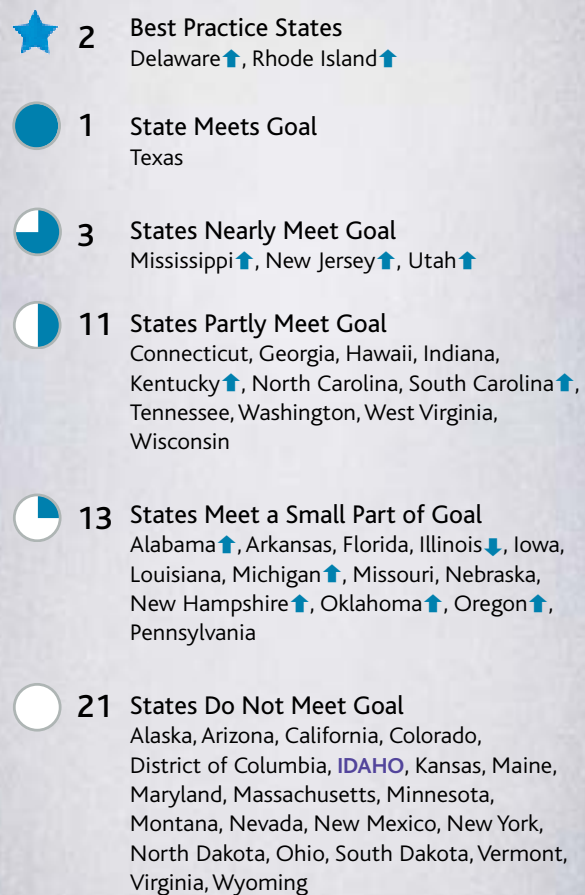 2 Best Practice States
Delaware⬆, Rhode Island⬆
1 State Meets Goal
Texas
3 States Nearly Meet Goal
Mississippi⬆, New Jersey⬆, Utah⬆
11 States Partly Meet Goal
Connecticut, Georgia, Hawaii, Indiana,
Kentucky⬆, North Carolina, South Carolina⬆,
Tennessee, Washington, West Virginia,
Wisconsin
13 States Meet a Small Part of Goal
Alabama⬆, Arkansas, Florida, Illinois⬇, Iowa,
Louisiana, Michigan⬆, Missouri, Nebraska,
New Hampshire⬆, Oklahoma⬆, Oregon⬆,
Pennsylvania
21 States Do Not Meet Goal
Alaska, Arizona, California, Colorado,
District of Columbia, IDAHO, Kansas, Maine,
Maryland, Massachusetts, Minnesota,
Montana, Nevada, New Mexico, New York,
North Dakota, Ohio, South Dakota, Vermont,
Virginia, Wyoming